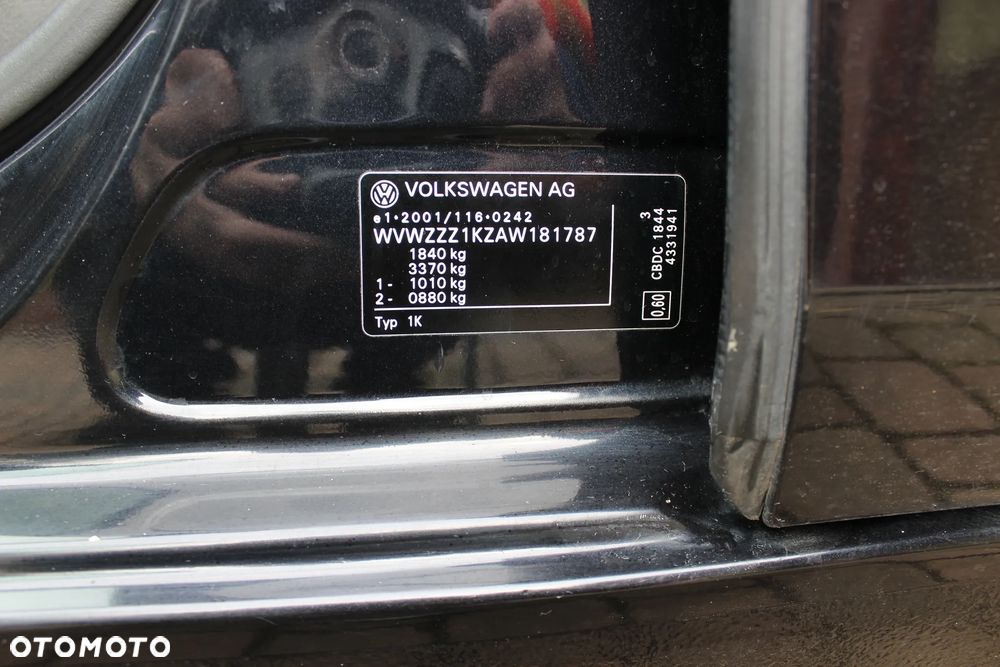 VOLKSWAGEN AG
e1*2001/116*0242
WVWZZZ1KZAW181787
1840 kg
3370 kg
1 - 1010 kg
2 - 0880 kg
Typ 1K
3
CBDC 1844
4331941
0,60
OTOMOTO